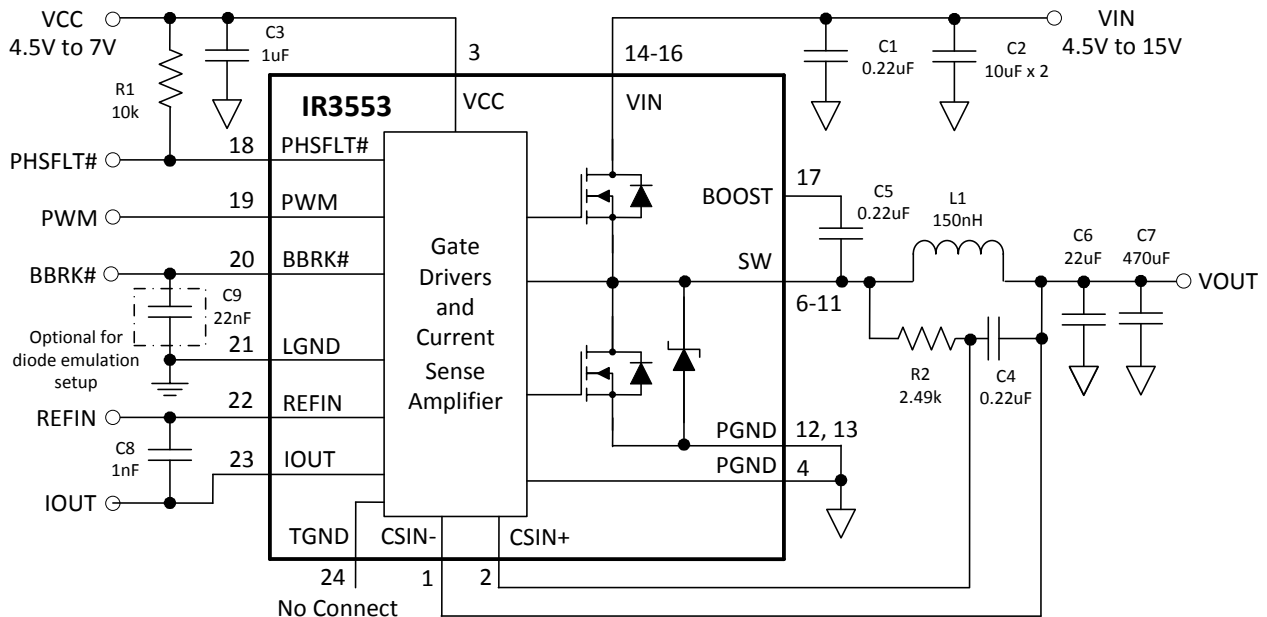 VCC
4.5V to 7V
C3
1uF
3
14-16
C1
0.22uF
C2
10uF x 2
VIN
4.5V to 15V
R1
10k
IR3553
VCC
VIN
PHSFLT#
18
PHSFLT#
PWM
19
PWM
BBRK#
20
BBRK#
C9
22nF
Optional for
diode emulation
setup
21
LGND
REFIN
22
REFIN
C8
1nF
23
IOUT
IOUT
Gate
Drivers
and
Current
Sense
Amplifier
BOOST
17
C5
0.22uF
L1
150nH
C6
22uF
C7
470uF
SW
6-11
VOUT
R2
2.49k
C4
0.22uF
PGND
12, 13
PGND
4
TGND
CSIN-
CSIN+
24
1
2
No Connect